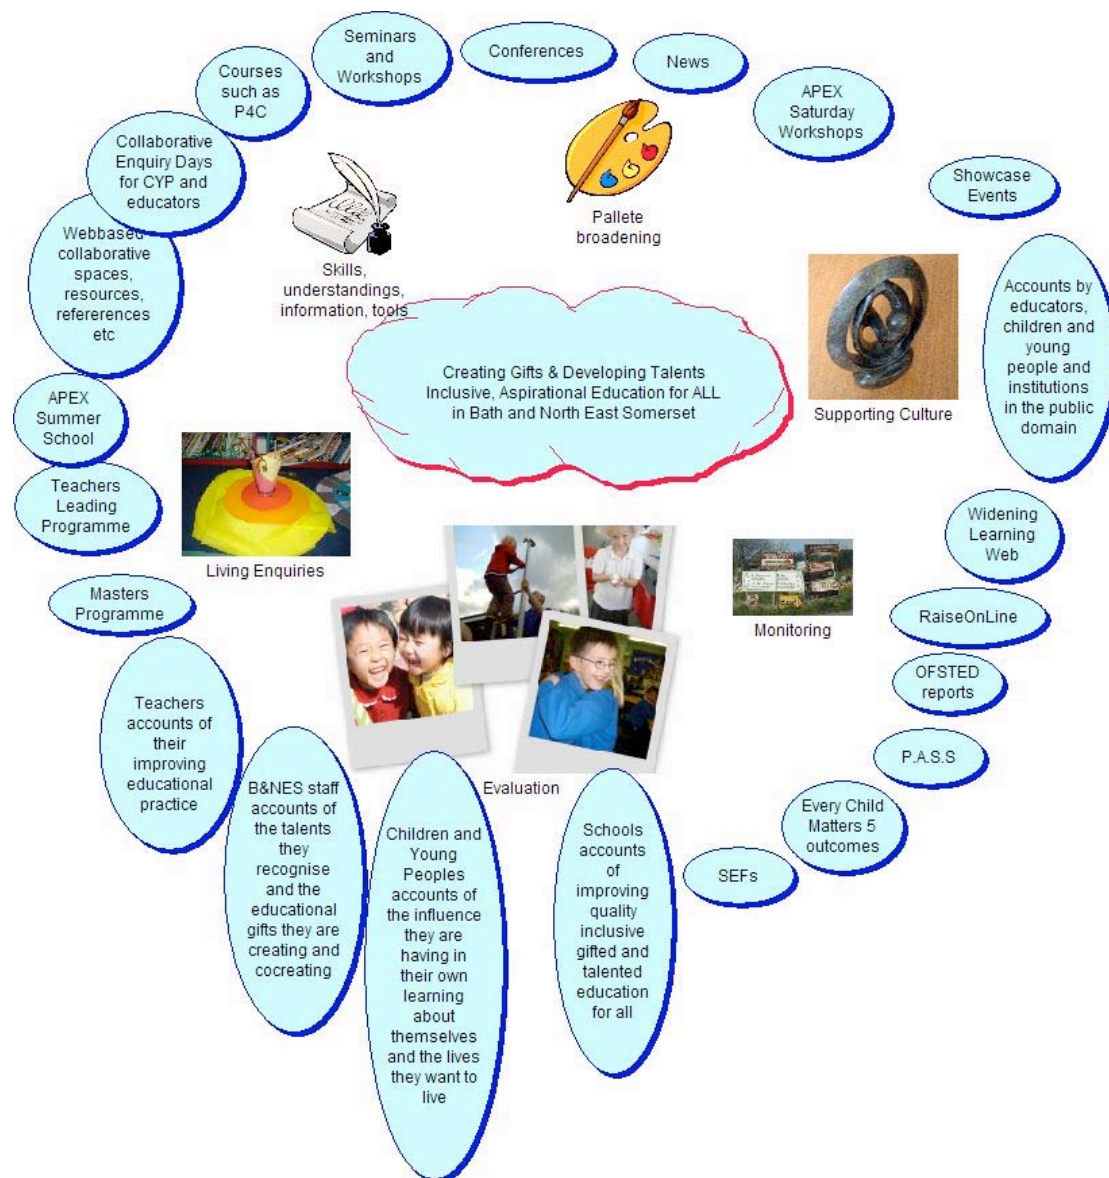 Seminars
and
Workshops
Conferences
News
APEX
Saturday
Workshops
Courses
such as
P4C
Collaborative
Enquiry Days
for CYP and
educators
Showcase
Events
Webbased
collaborative
spaces,
resources,
refererences
etc
Skills,
understandings,
information, tools
Pallete
broadening
Accounts by
educators,
children and
young
people and
institutions
in the public
domain
Creating Gifts & Developing Talents
Inclusive, Aspirational Education for ALL
in Bath and North East Somerset
Supporting Culture
APEX
Summer
School
Teachers
Leading
Programme
Living Enquiries
Widening
Learning
Web
Masters
Programme
Monitoring
RaiseOnLine
OFSTED
reports
Teachers
accounts of
their
improving
educational
practice
P.A.S.S
Evaluation
B&NES staff
accounts of
the talents
they
recognise
and the
educational
gifts they are
creating and
cocreating
Children and
Young
Peoples
accounts of
the influence
they are
having in
their own
learning
about
themselves
and the lives
they want to
live
Schools
accounts
of
improving
quality
inclusive
gifted and
talented
education
for all
SEFs
Every Child
Matters 5
outcomes